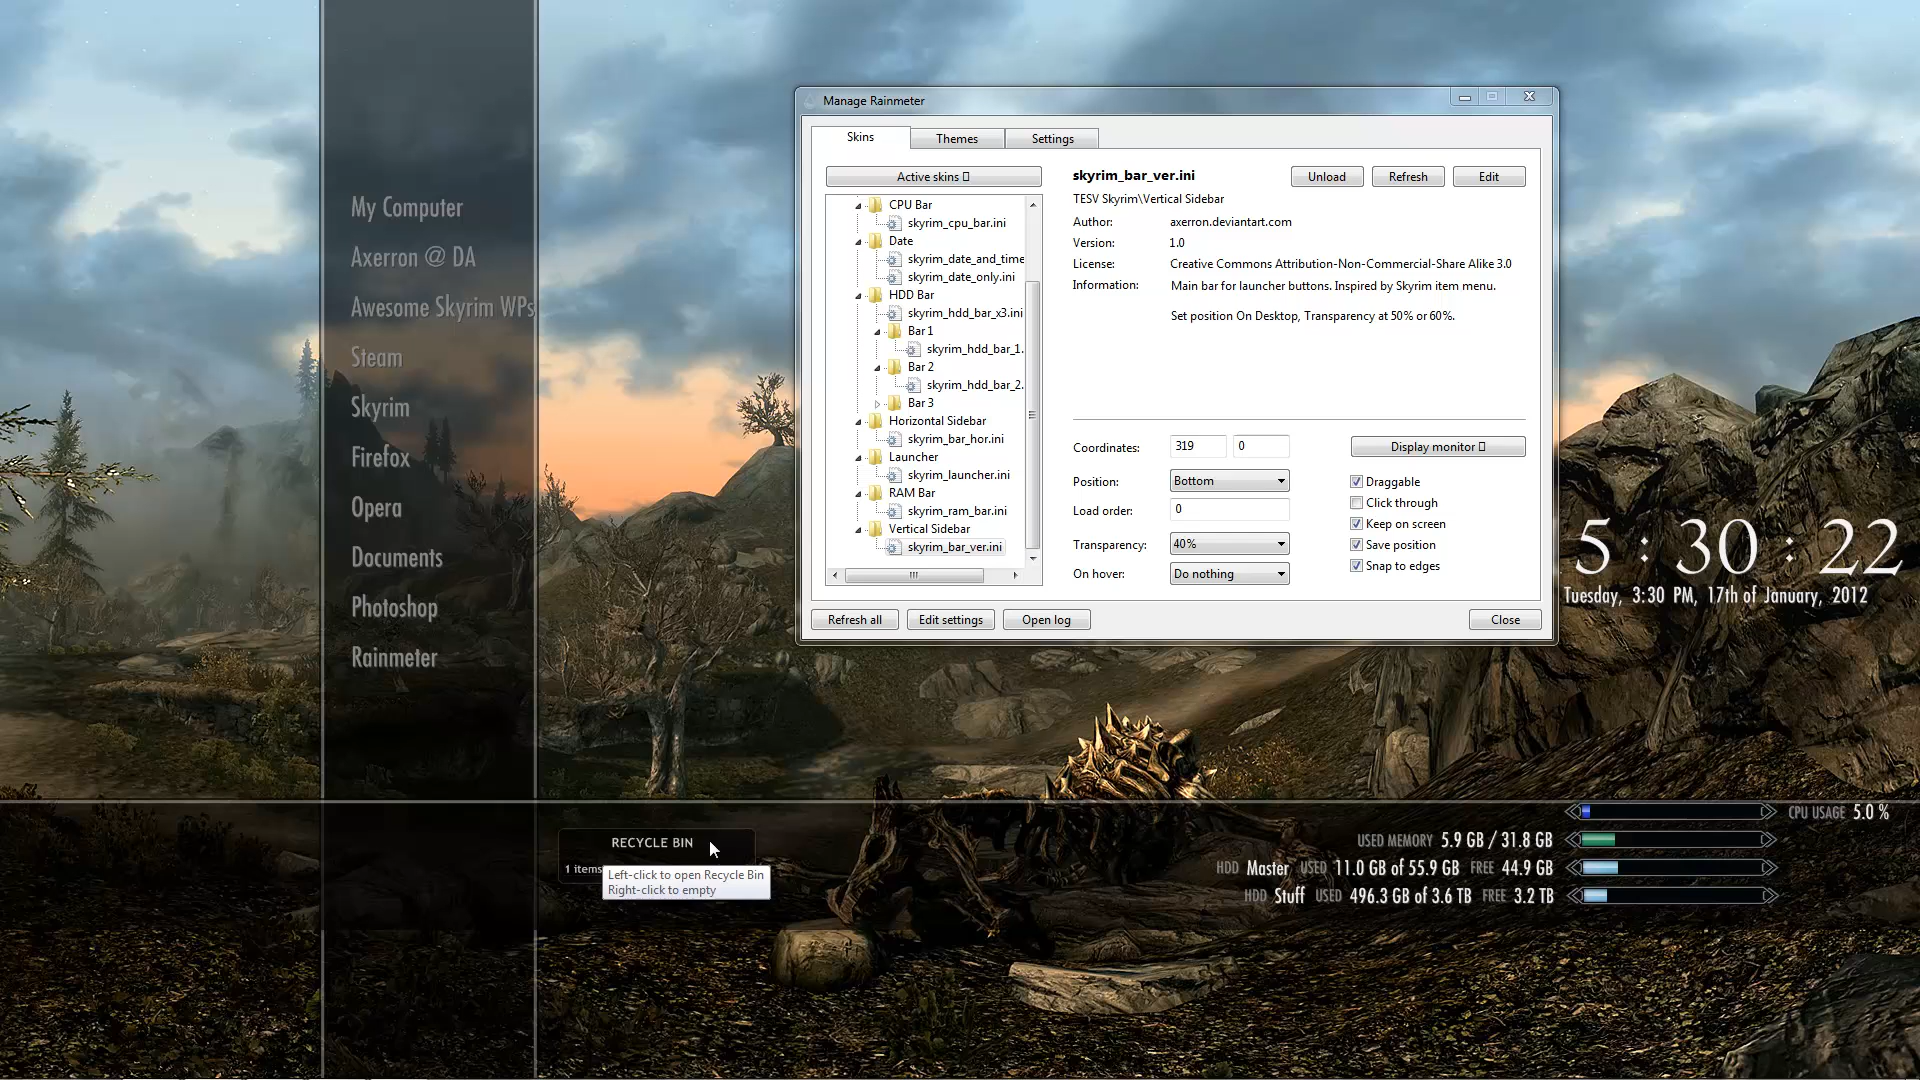 My Computer
Axerron @ DA
Awesome Skyrim WPs
Steam
Skyrim
Firefox
Opera
Documents
Photoshop
Rainmeter
Manage Rainmeter
Skins
Themes
Settings
Active skins
CPU Bar
skyrim_cpu_bar.ini
Date
skyrim_date_and_time
skyrim_date_only.ini
HDD Bar
skyrim_hdd_bar_x3.ini
Bar 1
skyrim_hdd_bar_1.
Bar 2
skyrim_hdd_bar_2.
Bar 3
Horizontal Sidebar
skyrim_bar_hor.ini
Launcher
skyrim_launcher.ini
RAM Bar
skyrim_ram_bar.ini
Vertical Sidebar
skyrim_bar_ver.ini
skyrim_bar_ver.ini
Unload
Refresh
Edit
TESV Skyrim\Vertical Sidebar
Author: axerron.deviantart.com
Version: 1.0
License: Creative Commons Attribution-Non-Commercial-Share Alike 3.0
Information: Main bar for launcher buttons. Inspired by Skyrim item menu.
Set position On Desktop, Transparency at 50% or 60%.
Coordinates: 319 0
Display monitor
Position: Bottom
Load order: 0
Transparency: 40%
On hover: Do nothing
Draggable
Click through
Keep on screen
Save position
Snap to edges
Refresh all
Edit settings
Open log
Close
5 : 30 : 22
Tuesday, 3:30 PM, 17th of January, 2012
RECYCLE BIN
1 items
Left-click to open Recycle Bin
Right-click to empty
CPU USAGE 5.0 %
USED MEMORY 5.9 GB / 31.8 GB
HDD Master USED 11.0 GB of 55.9 GB FREE 44.9 GB
HDD Stuff USED 496.3 GB of 3.6 TB FREE 3.2 TB